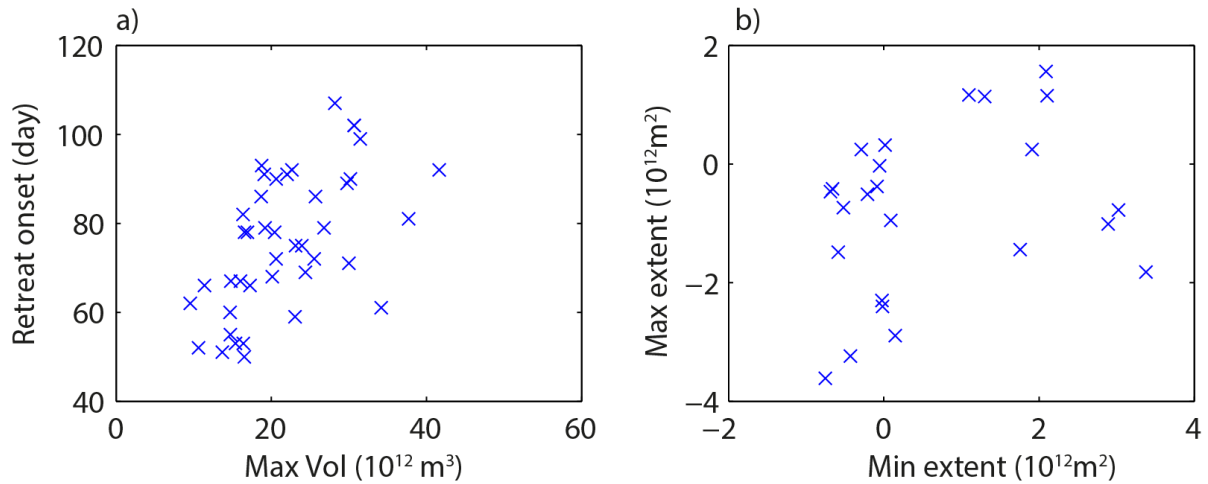 a)
120
100
80
60
40
0
20
40
60
Retreat onset (day)
Max Vol (10¹² m³)
b)
2
0
−2
−4
−2
0
2
4
Max extent (10¹²m²)
Min extent (10¹²m²)